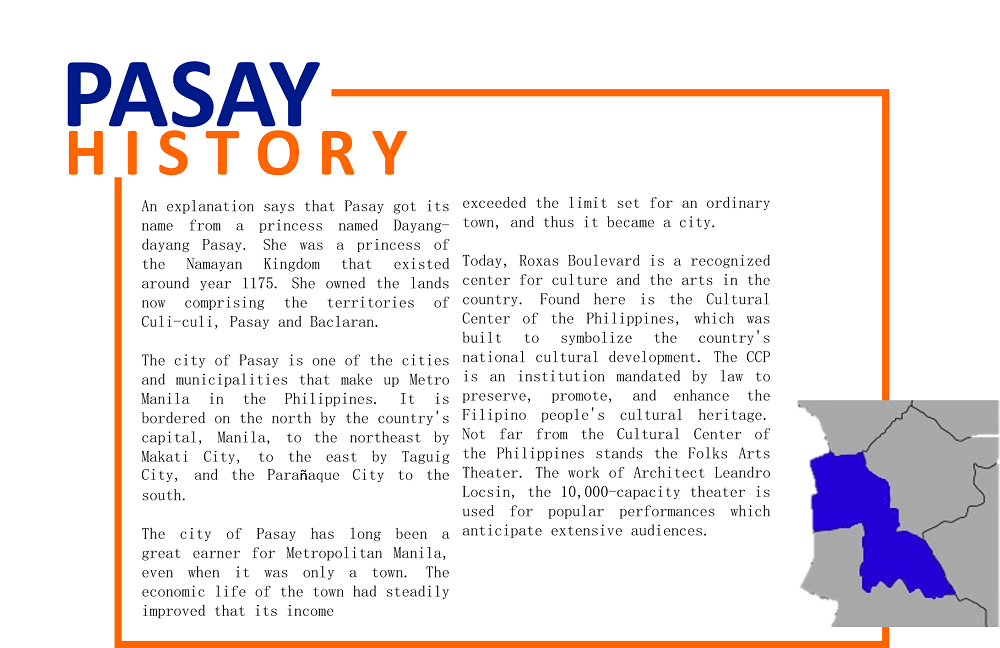 PASAY
HISTORY
An explanation says that Pasay got its
name from a princess named Dayang-
dayang Pasay. She was a princess of
the Namayan Kingdom that existed
around year 1175. She owned the lands
now comprising the territories of
Culi-culi, Pasay and Baclaran.
The city of Pasay is one of the cities
and municipalities that make up Metro
Manila in the Philippines. It is
bordered on the north by the country's
capital, Manila, to the northeast by
Makati City, to the east by Taguig
City, and the Parañaque City to the
south.
The city of Pasay has long been a
great earner for Metropolitan Manila,
even when it was only a town. The
economic life of the town had steadily
improved that its income
exceeded the limit set for an ordinary
town, and thus it became a city.
Today, Roxas Boulevard is a recognized
center for culture and the arts in the
country. Found here is the Cultural
Center of the Philippines, which was
built to symbolize the country's
national cultural development. The CCP
is an institution mandated by law to
preserve, promote, and enhance the
Filipino people's cultural heritage.
Not far from the Cultural Center of
the Philippines stands the Folks Arts
Theater. The work of Architect Leandro
Locsin, the 10,000-capacity theater is
used for popular performances which
anticipate extensive audiences.